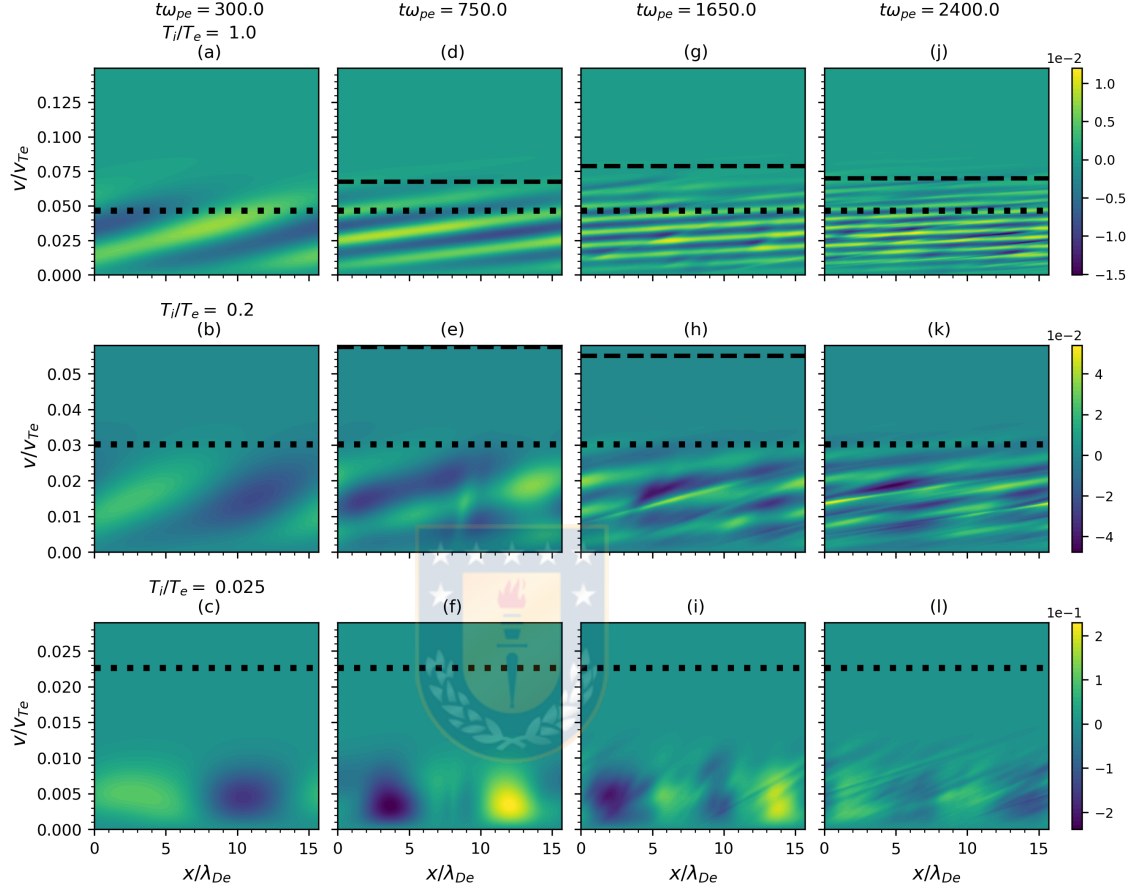 tω_pe = 300.0 tω_pe = 750.0 tω_pe = 1650.0 tω_pe = 2400.0
T_i/T_e = 1.0
(a) (d) (g) (j)
1e−2
v/v_Te
0.125
0.100
0.075
0.050
0.025
0.000
1.0
0.5
0.0
−0.5
−1.0
−1.5
T_i/T_e = 0.2
(b) (e) (h) (k)
1e−2
v/v_Te
0.05
0.04
0.03
0.02
0.01
0.00
4
2
0
−2
−4
T_i/T_e = 0.025
(c) (f) (i) (l)
1e−1
v/v_Te
0.025
0.020
0.015
0.010
0.005
0.000
2
1
0
−1
−2
0 5 10 15 0 5 10 15 0 5 10 15 0 5 10 15
x/λ_De x/λ_De x/λ_De x/λ_De